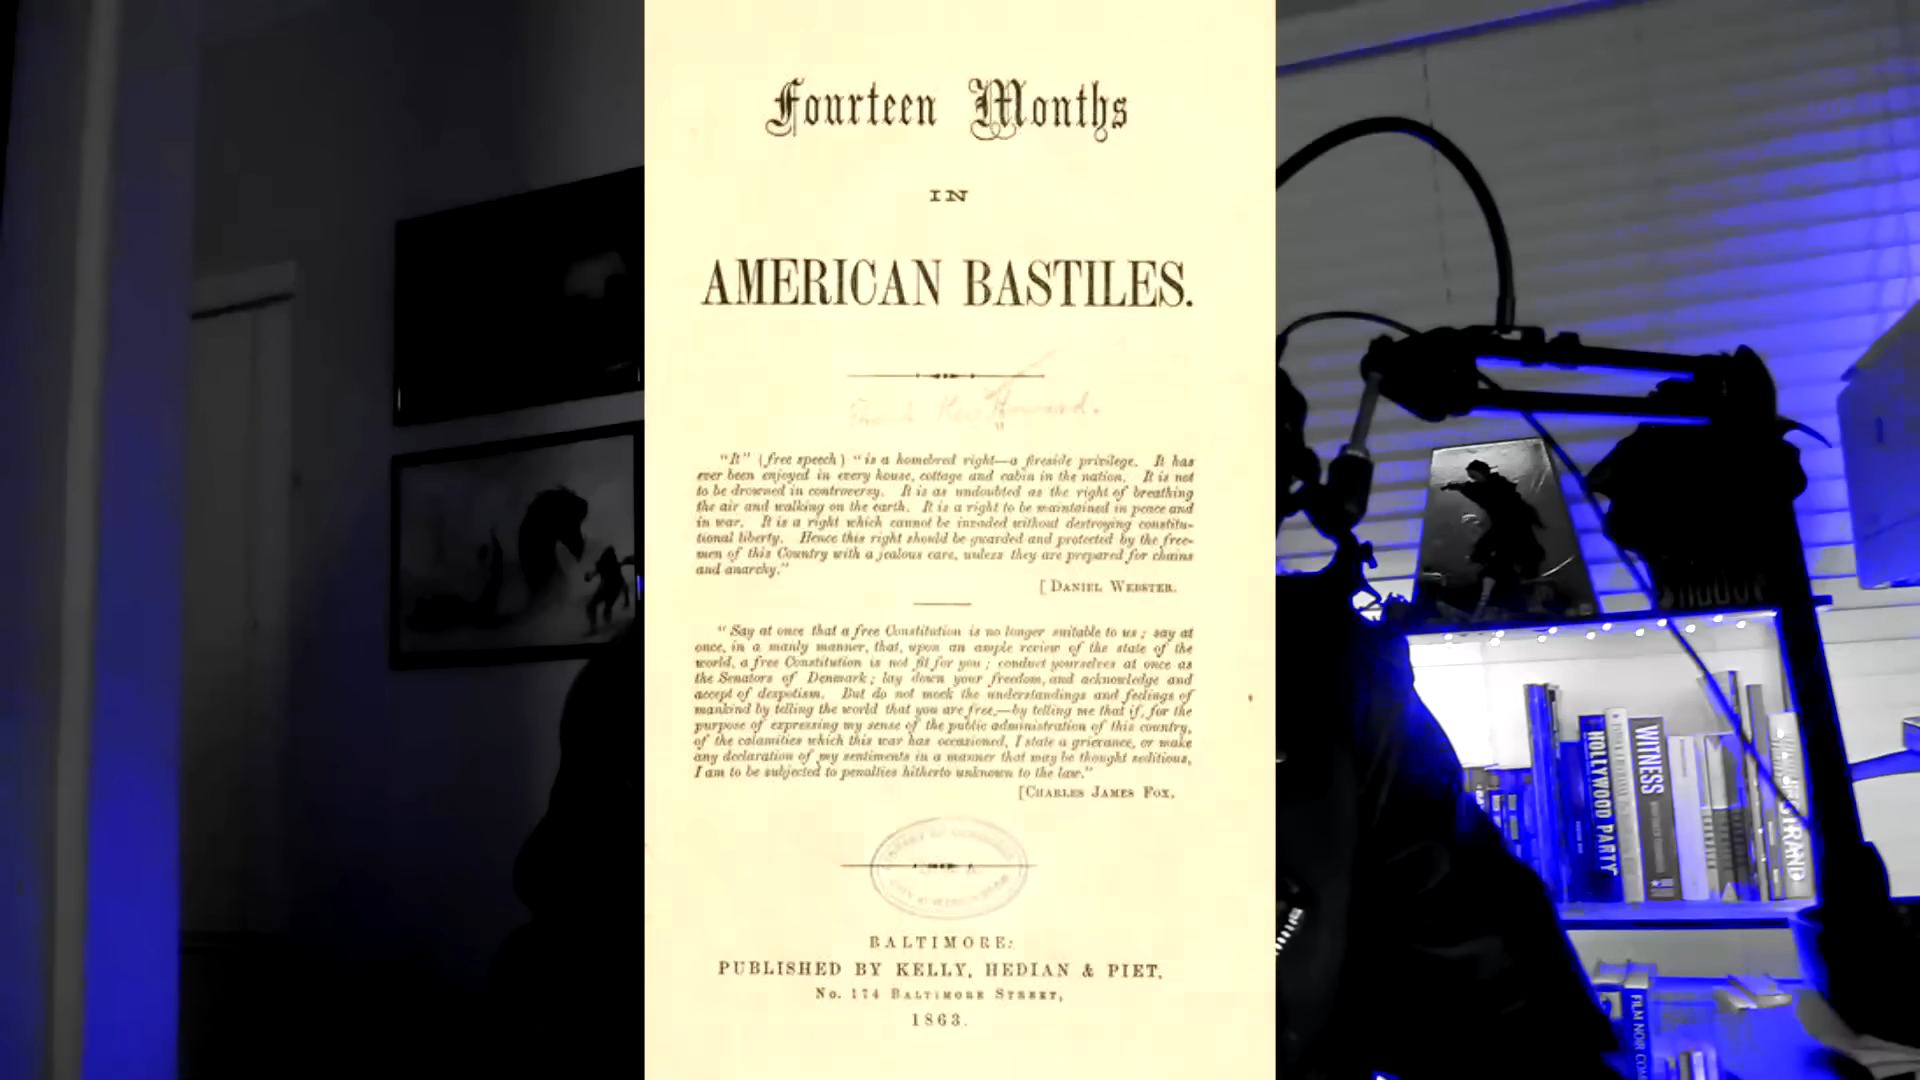 Fourteen Months
IN
AMERICAN BASTILES.
Frank Key Howard.
"It" (free speech) "is a homebred right—a fireside privilege. It has
ever been enjoyed in every house, cottage and cabin in the nation. It is not
to be drowned in controversy. It is as undoubted as the right of breathing
the air and walking on the earth. It is a right to be maintained in peace and
in war. It is a right which cannot be invaded without destroying constitu-
tional liberty. Hence this right should be guarded and protected by the free-
men of this Country with a jealous care, unless they are prepared for chains
and anarchy."
[DANIEL WEBSTER.
"Say at once that a free Constitution is no longer suitable to us; say at
once, in a manly manner, that, upon an ample review of the state of the
world, a free Constitution is not fit for you; conduct yourselves at once as
the Senators of Denmark; lay down your freedom, and acknowledge and
accept of despotism. But do not mock the understandings and feelings of
mankind by telling the world that you are free,—by telling me that if, for the
purpose of expressing my sense of the public administration of this country,
of the calamities which this war has occasioned, I state a grievance, or make
any declaration of my sentiments in a manner that may be thought seditious,
I am to be subjected to penalties hitherto unknown to the law."
[CHARLES JAMES FOX.
BALTIMORE:
PUBLISHED BY KELLY, HEDIAN & PIET,
No. 174 BALTIMORE STREET,
1863.
HOLLYWOOD PARTY
WITNESS
STRAND
FILM NOIR